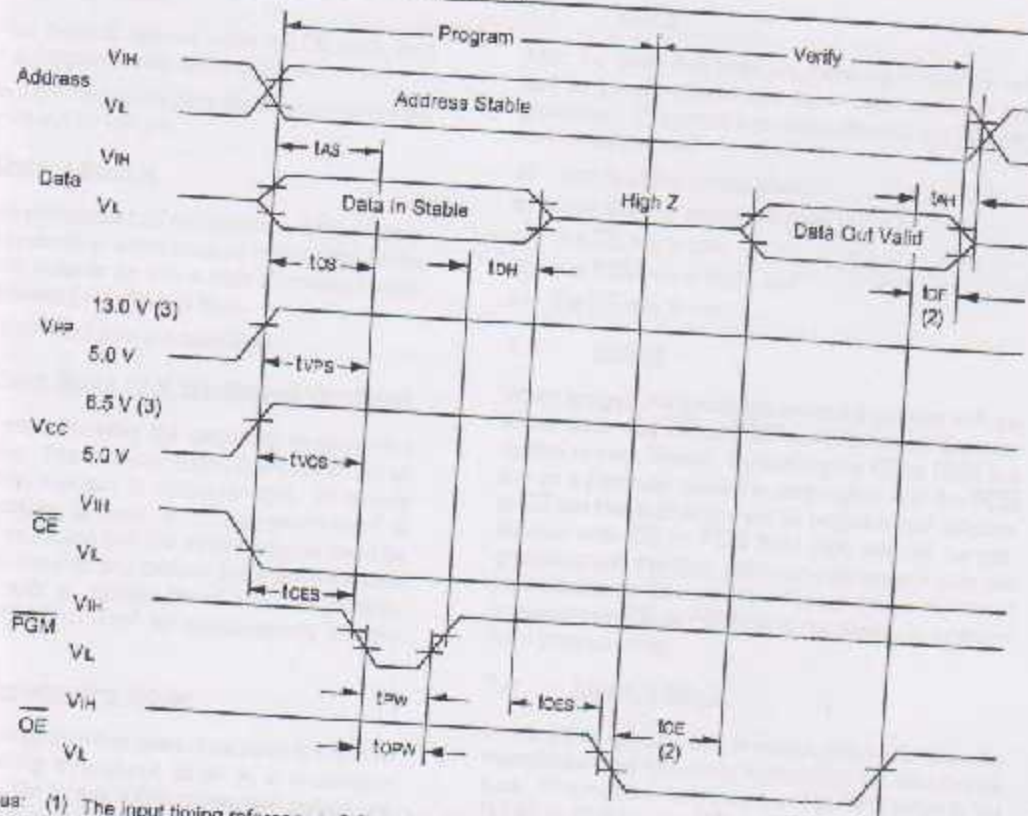 Program
Verify
VIH
Address
VIL
Address Stable
tAS
VIH
Data
VIL
Data In Stable
High Z
Data Out Valid
tAH
tDS
tDH
tDF
(2)
13.0 V (3)
VPP
5.0 V
tVPS
6.5 V (3)
VCC
5.0 V
tVCS
VIH
CE
VIL
tCES
VIH
PGM
VIL
tPW
tOPW
tOES
tOE
(2)
VIH
OE
VIL
(1) The input timing reference